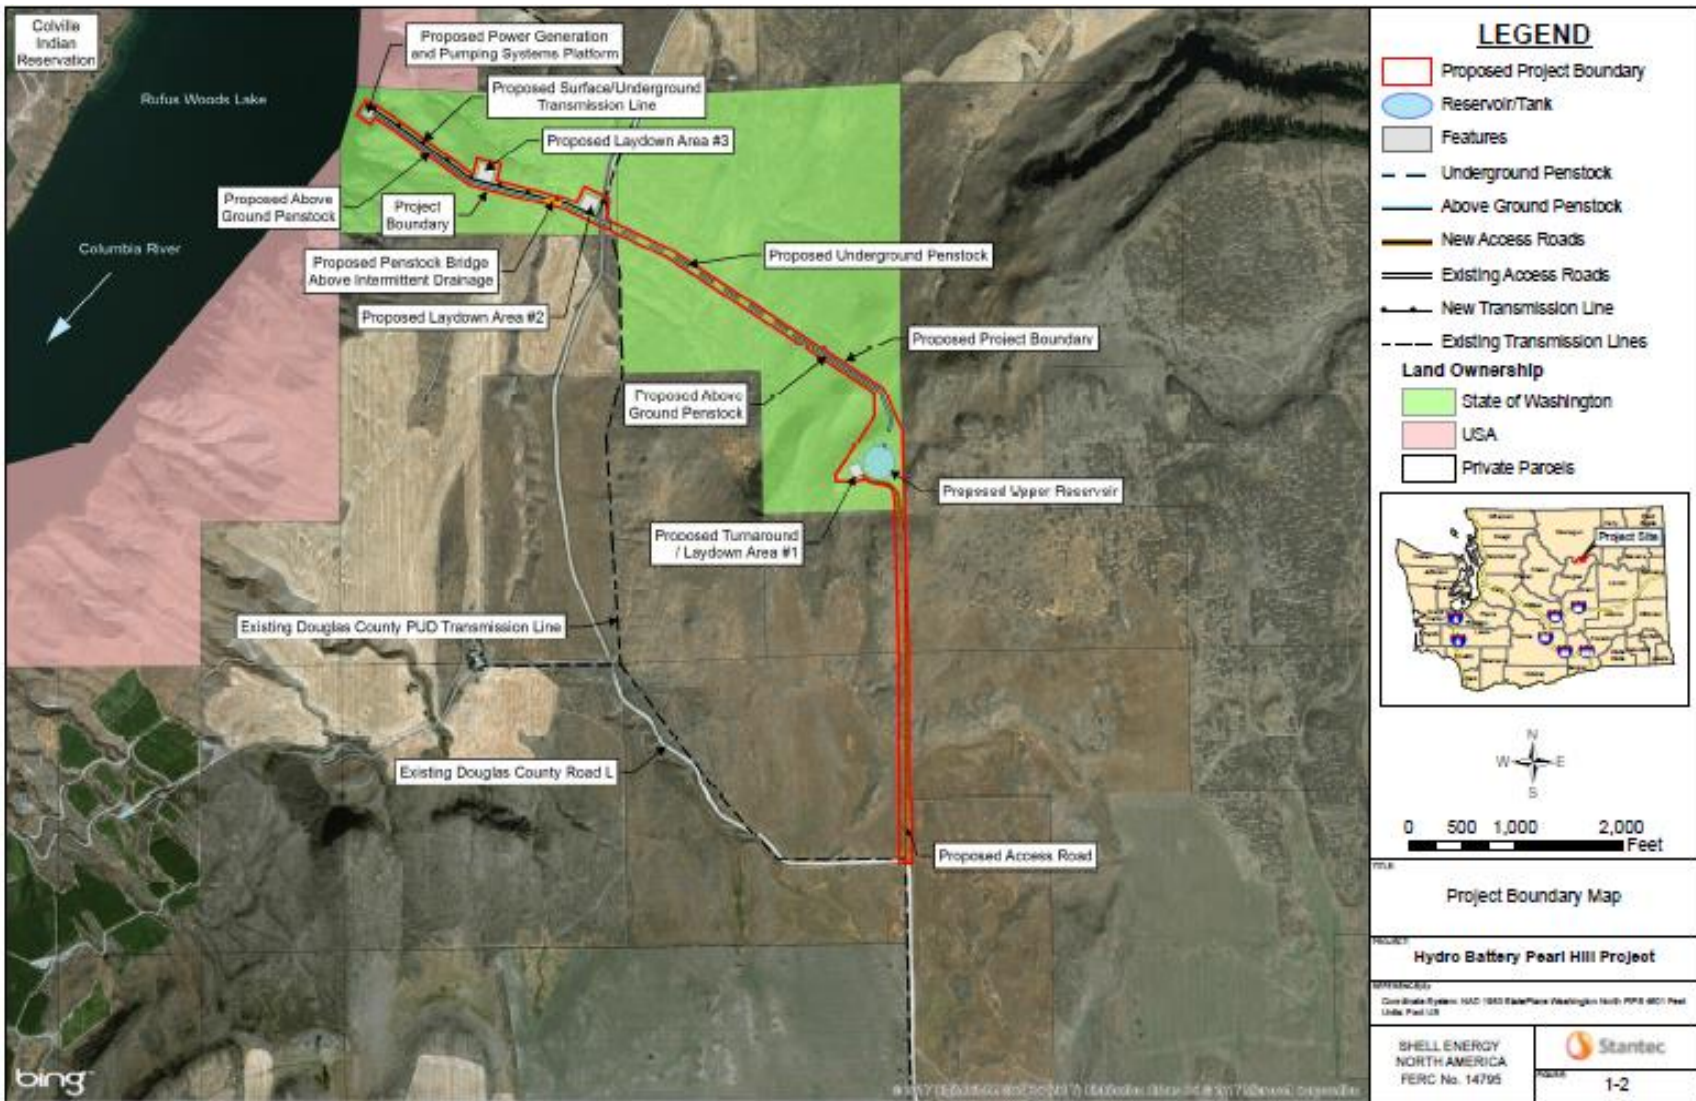 Colville
Indian
Reservation
Rufus Woods Lake
Columbia River
Proposed Power Generation
and Pumping Systems Platform
Proposed Surface/Underground
Transmission Line
Proposed Laydown Area #3
Proposed Above
Ground Penstock
Project
Boundary
Proposed Penstock Bridge
Above Intermittent Drainage
Proposed Laydown Area #2
Proposed Underground Penstock
Proposed Project Boundary
Proposed Above
Ground Penstock
Proposed Upper Reservoir
Proposed Turnaround
/ Laydown Area #1
Existing Douglas County PUD Transmission Line
Existing Douglas County Road L
Proposed Access Road
bing
LEGEND
Proposed Project Boundary
Reservoir/Tank
Features
Underground Penstock
Above Ground Penstock
New Access Roads
Existing Access Roads
New Transmission Line
Existing Transmission Lines
Land Ownership
State of Washington
USA
Private Parcels
Project Site
N
W E
S
0 500 1,000 2,000
Feet
TITLE
Project Boundary Map
PROJECT
Hydro Battery Pearl Hill Project
SHELL ENERGY
NORTH AMERICA
FERC No. 14795
Stantec
FIGURE
1-2